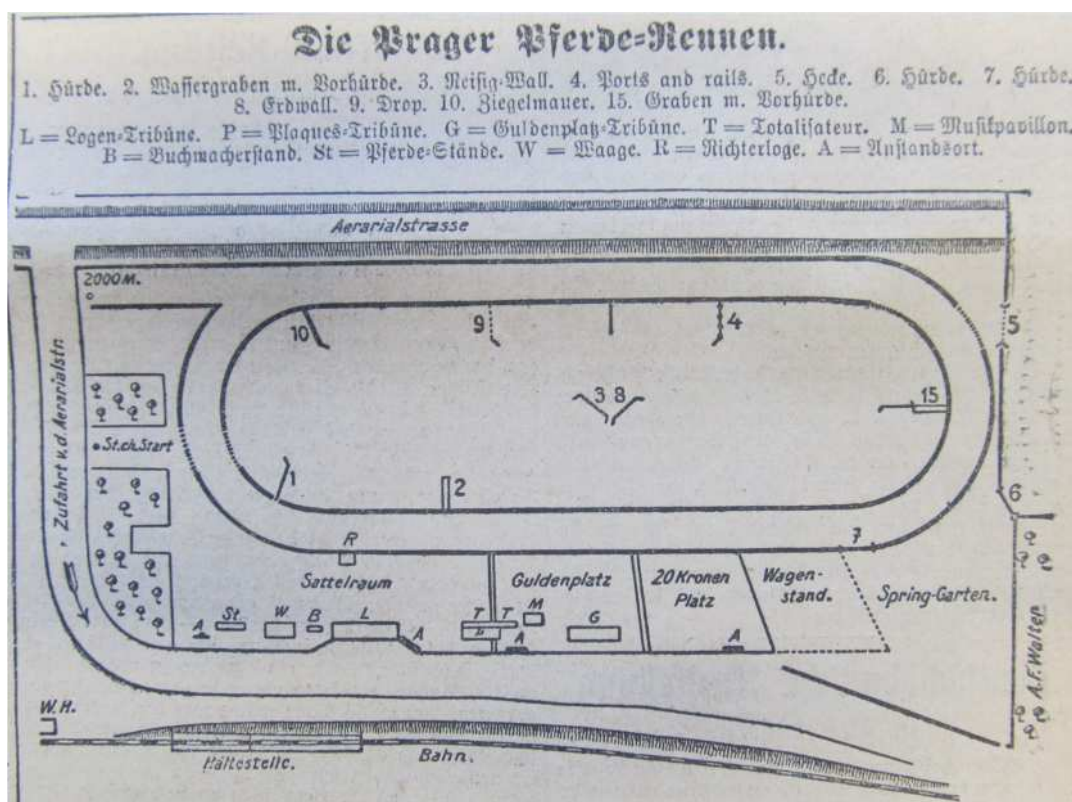 Die Prager Pferde-Rennen.
1. Hürde. 2. Wassergraben m. Vorhürde. 3. Reisig-Wall. 4. Ports and rails. 5. Hecke. 6. Hürde. 7. Hürde.
8. Erdwall. 9. Drop. 10. Ziegelmauer. 15. Graben m. Vorhürde.
L = Logen-Tribüne. P = Plaques-Tribüne. G = Guldenplatz-Tribüne. T = Totalisateur. M = Musikpavillon.
B = Buchmacherstand. St = Pferde-Stände. W = Waage. R = Richterloge. A = Anstandsort.
Aerarialstrasse
2000 M.
10
9
4
5
3 8
15
St.ch.Start
Zufahrt v. d. Aerarialstn
1
2
6
R
7
Sattelraum
Guldenplatz
20 Kronen
Platz
Wagen-
stand.
Spring-Garten.
A
St.
W
B
L
A
T
T
P
M
A
G
A
A.F. Walter
W.H.
Haltestelle.
Bahn.